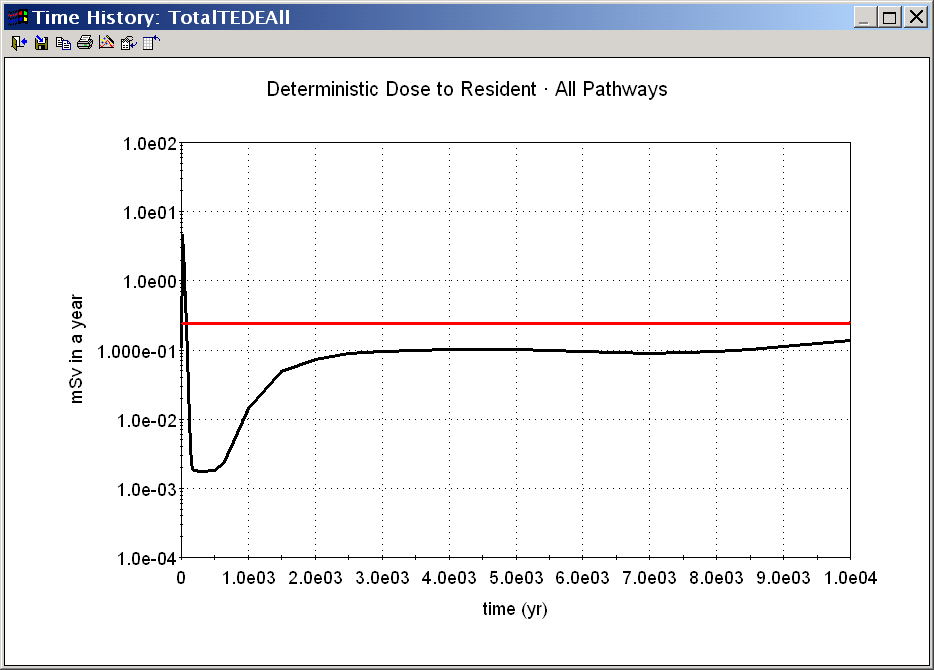 Time History: TotalTEDEAll
Deterministic Dose to Resident · All Pathways
mSv in a year
1.0e02
1.0e01
1.0e00
1.000e-01
1.0e-02
1.0e-03
1.0e-04
0 1.0e03 2.0e03 3.0e03 4.0e03 5.0e03 6.0e03 7.0e03 8.0e03 9.0e03 1.0e04
time (yr)